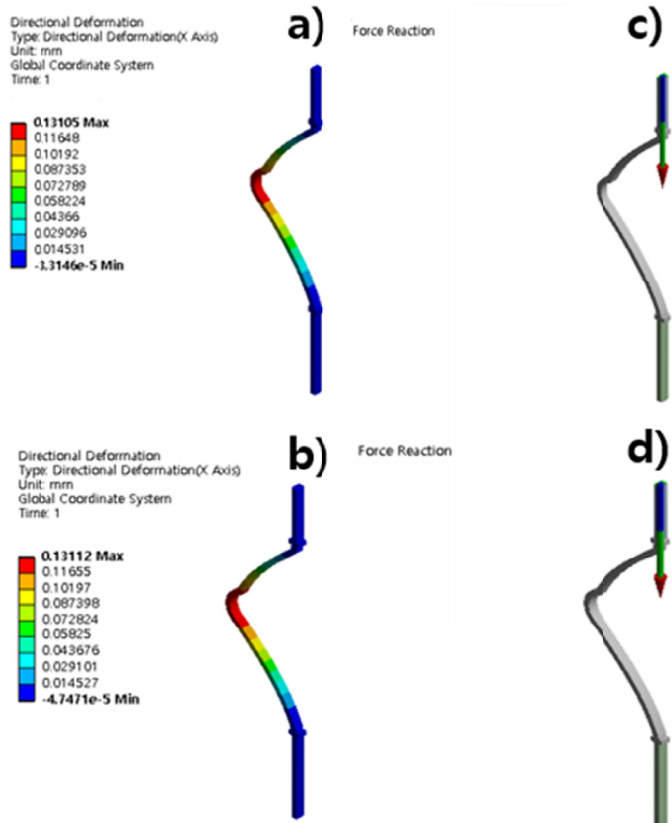 Directional Deformation
Type: Directional Deformation(X Axis)
Unit: mm
Global Coordinate System
Time: 1
a)
0.13105 Max
0.11648
0.10192
0.087353
0.072789
0.058224
0.04366
0.029096
0.014531
-3.3146e-5 Min
Force Reaction
c)
Directional Deformation
Type: Directional Deformation(X Axis)
Unit: mm
Global Coordinate System
Time: 1
b)
0.13112 Max
0.11655
0.10197
0.087398
0.072824
0.05825
0.043676
0.029101
0.014527
-4.7471e-5 Min
Force Reaction
d)